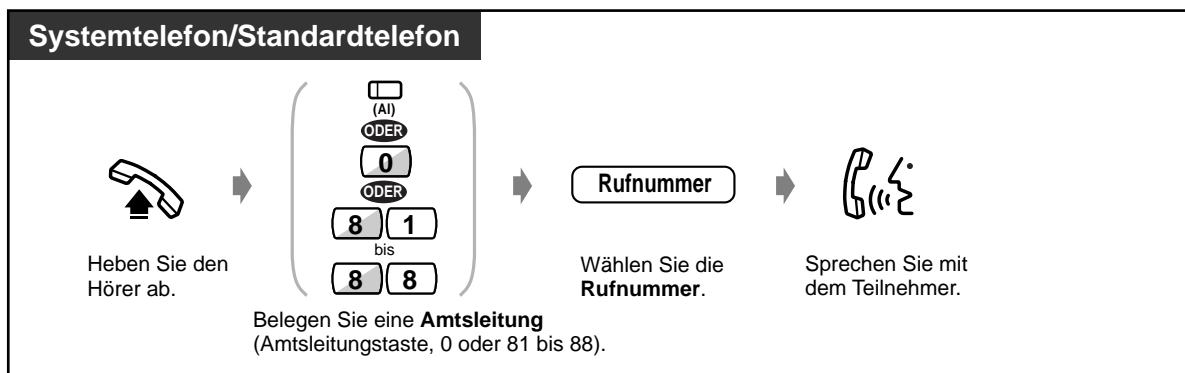 Systemtelefon/Standardtelefon
(AI)
ODER
0
ODER
8 1
bis
8 8
Rufnummer
Heben Sie den
Hörer ab.
Belegen Sie eine Amtsleitung
(Amtsleitungstaste, 0 oder 81 bis 88).
Wählen Sie die
Rufnummer.
Sprechen Sie mit
dem Teilnehmer.